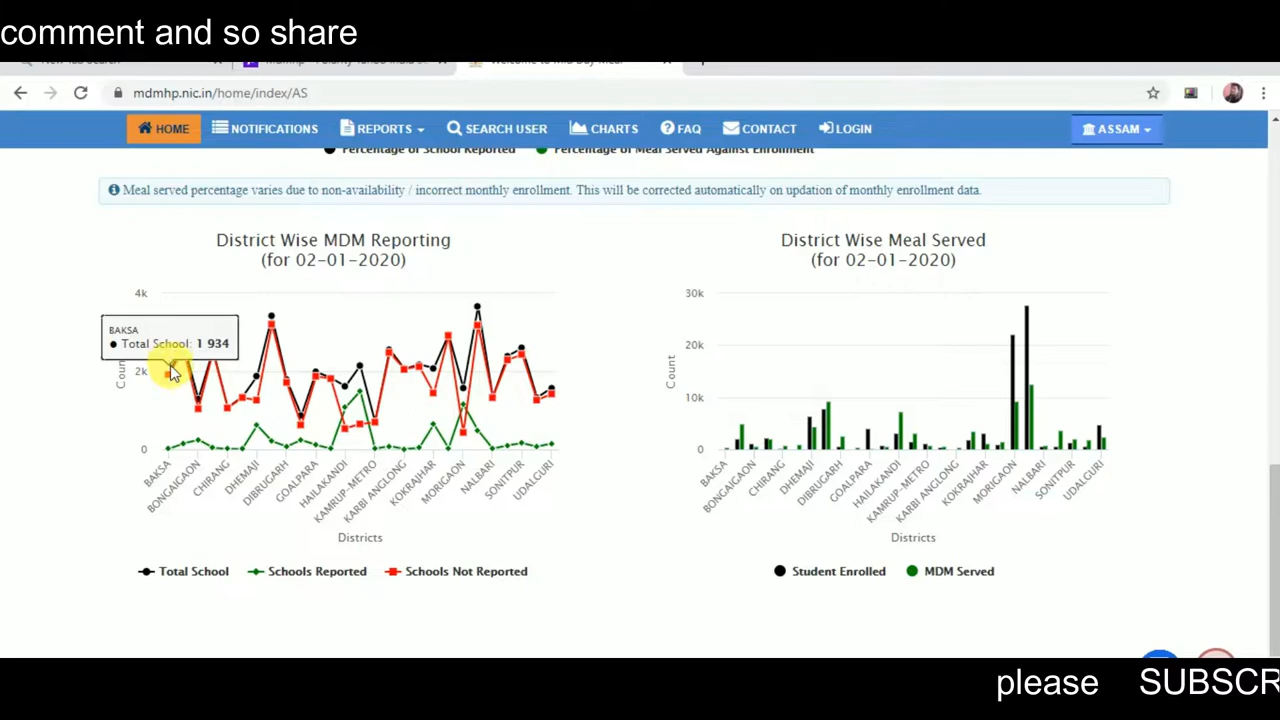 comment and so share
mdmhp.nic.in/home/index/AS
HOME NOTIFICATIONS REPORTS SEARCH USER CHARTS FAQ CONTACT LOGIN ASSAM
Percentage of School Reported Percentage of Meal Served Against Enrollment
Meal served percentage varies due to non-availability / incorrect monthly enrollment. This will be corrected automatically on updation of monthly enrollment data.
District Wise MDM Reporting
(for 02-01-2020)
4k
BAKSA
Total School: 1 934
2k
0
BAKSA
BONGAIGAON
CHIRANG
DHEMAJI
DIBRUGARH
GOALPARA
HAILAKANDI
KAMRUP-METRO
KARBI ANGLONG
KOKRAJHAR
MORIGAON
NALBARI
SONITPUR
UDALGURI
Districts
Total School Schools Reported Schools Not Reported
District Wise Meal Served
(for 02-01-2020)
30k
20k
10k
0
Count
BAKSA
BONGAIGAON
CHIRANG
DHEMAJI
DIBRUGARH
GOALPARA
HAILAKANDI
KAMRUP-METRO
KARBI ANGLONG
KOKRAJHAR
MORIGAON
NALBARI
SONITPUR
UDALGURI
Districts
Student Enrolled MDM Served
please SUBSCR